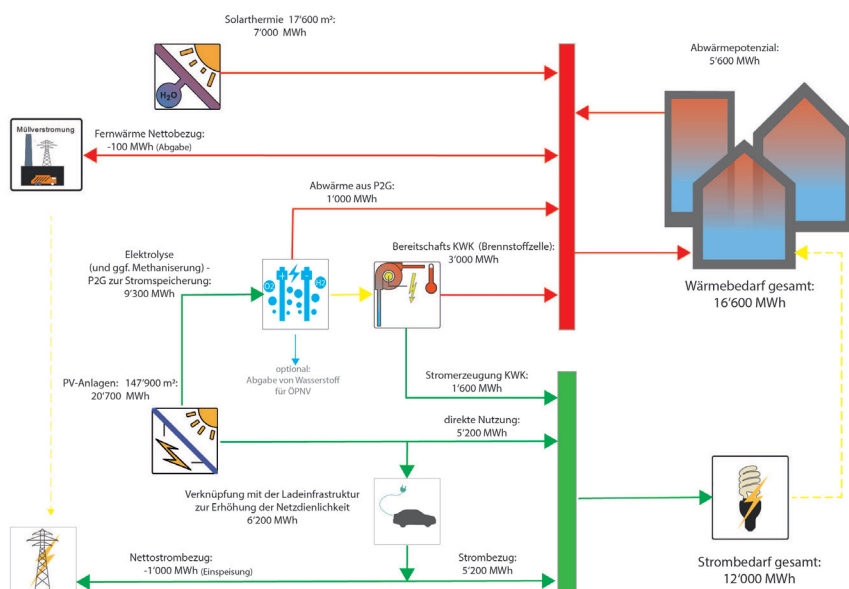 Solarthermie 17'600 m²:
7'000 MWh
Abwärmepotenzial:
5'600 MWh
H₂O
Müllverstromung
Fernwärme Nettobezug:
-100 MWh (Abgabe)
Abwärme aus P2G:
1'000 MWh
Elektrolyse
(und ggf. Methaniserung) -
P2G zur Stromspeicherung:
9'300 MWh
Bereitschafts KWK (Brennstoffzelle):
3'000 MWh
O2
H2
Wärmebedarf gesamt:
16'600 MWh
optional:
Abgabe von Wasserstoff
für ÖPNV
PV-Anlagen: 147'900 m²:
20'700 MWh
Stromerzeugung KWK:
1'600 MWh
direkte Nutzung:
5'200 MWh
Verknüpfung mit der Ladeinfrastruktur
zur Erhöhung der Netzdienlichkeit
6'200 MWh
Nettostrombezug:
-1'000 MWh (Einspeisung)
Strombezug:
5'200 MWh
Strombedarf gesamt:
12'000 MWh